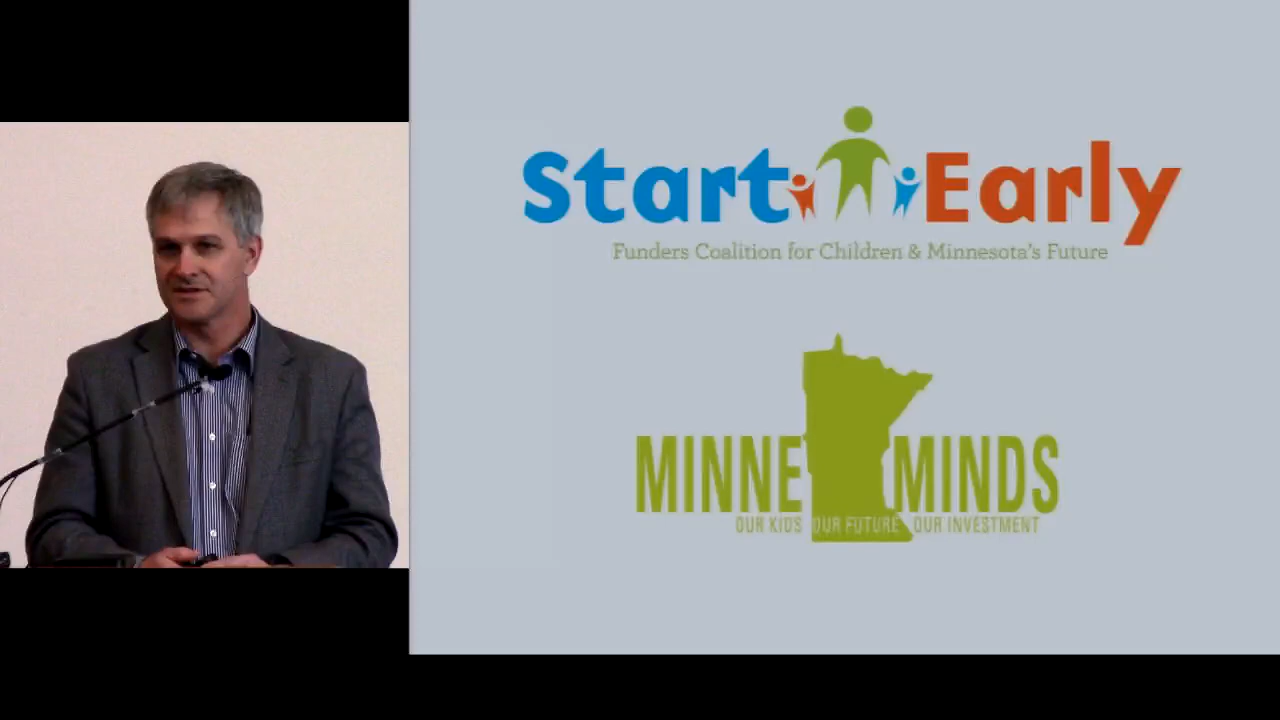 Start Early
Funders Coalition for Children & Minnesota's Future
MINNE MINDS
OUR KIDS OUR FUTURE OUR INVESTMENT